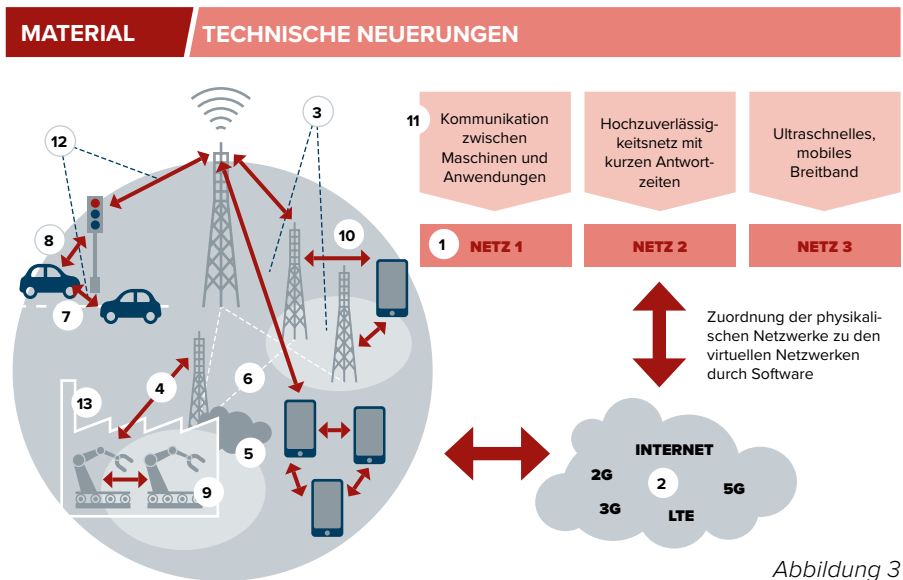 MATERIAL
TECHNISCHE NEUERUNGEN
3
12
8
7
10
4
6
13
5
9
11
Kommunikation
zwischen
Maschinen und
Anwendungen
Hochzuverlässig-
keitsnetz mit
kurzen Antwort-
zeiten
Ultraschnelles,
mobiles
Breitband
1
NETZ 1
NETZ 2
NETZ 3
Zuordnung der physikali-
schen Netzwerke zu den
virtuellen Netzwerken
durch Software
INTERNET
2G
2
5G
3G
LTE
Abbildung 3